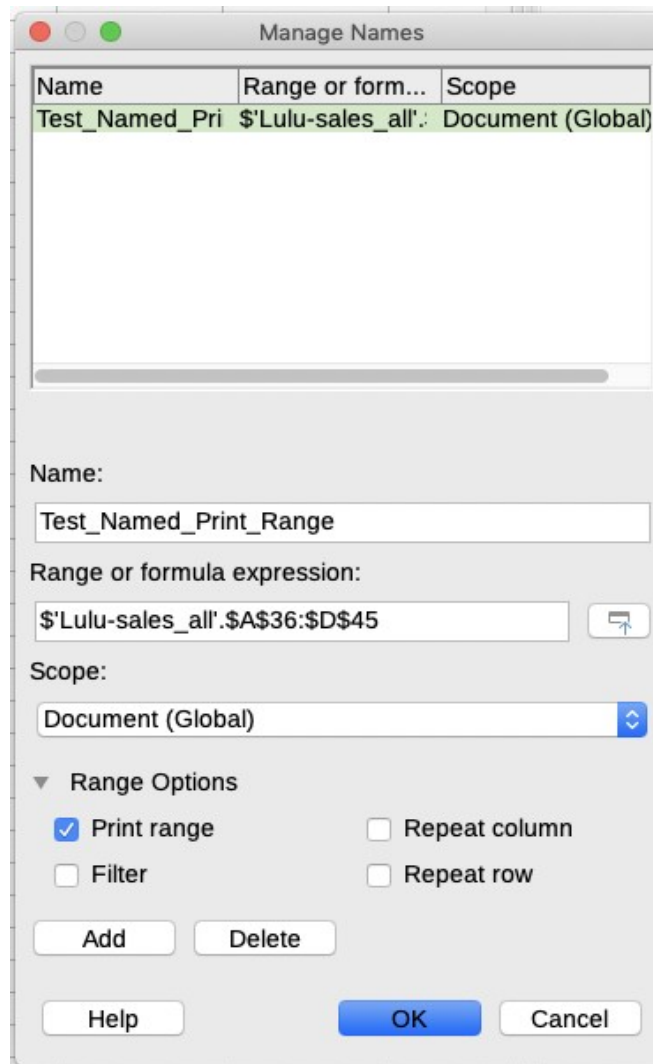 Manage Names
Name Range or form... Scope
Test_Named_Pri $'Lulu-sales_all'.: Document (Global)
Name:
Test_Named_Print_Range
Range or formula expression:
$'Lulu-sales_all'.$A$36:$D$45
Scope:
Document (Global)
Range Options
Print range Repeat column
Filter Repeat row
Add Delete
Help OK Cancel